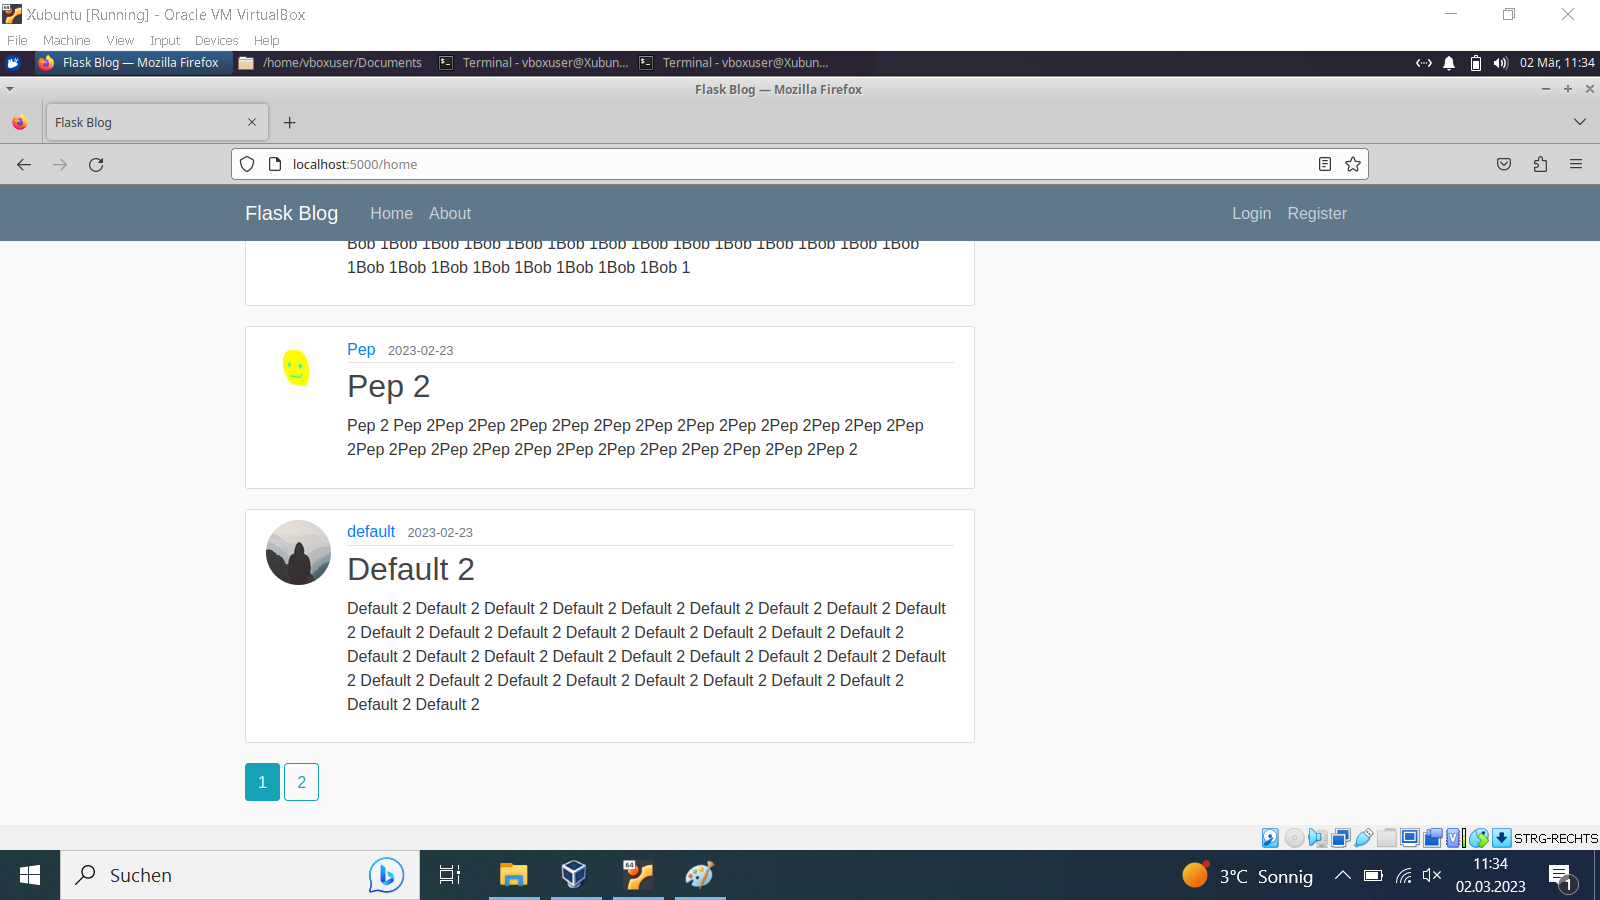 Xubuntu [Running] - Oracle VM VirtualBox
File Machine View Input Devices Help
Flask Blog — Mozilla Firefox /home/vboxuser/Documents Terminal - vboxuser@Xubun... Terminal - vboxuser@Xubun... 02 Mär, 11:34
Flask Blog — Mozilla Firefox
Flask Blog
localhost:5000/home
Flask Blog Home About Login Register
Bob 1Bob 1Bob 1Bob 1Bob 1Bob 1Bob 1Bob 1Bob 1Bob 1Bob 1Bob 1Bob 1Bob
1Bob 1Bob 1Bob 1Bob 1Bob 1Bob 1Bob 1Bob 1
Pep 2023-02-23
Pep 2
Pep 2 Pep 2Pep 2Pep 2Pep 2Pep 2Pep 2Pep 2Pep 2Pep 2Pep 2Pep 2Pep 2Pep
2Pep 2Pep 2Pep 2Pep 2Pep 2Pep 2Pep 2Pep 2Pep 2Pep 2Pep 2Pep 2
default 2023-02-23
Default 2
Default 2 Default 2 Default 2 Default 2 Default 2 Default 2 Default 2 Default 2 Default
2 Default 2 Default 2 Default 2 Default 2 Default 2 Default 2 Default 2 Default 2
Default 2 Default 2 Default 2 Default 2 Default 2 Default 2 Default 2 Default 2 Default
2 Default 2 Default 2 Default 2 Default 2 Default 2 Default 2 Default 2 Default 2
Default 2 Default 2
1 2
STRG-RECHTS
Suchen 64 3°C Sonnig 11:34
02.03.2023 1